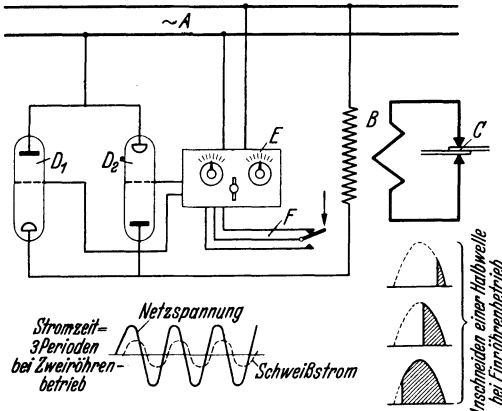 ~A
D1
D2
E
B
C
F
Netzspannung
Stromzeit=
3 Perioden
bei Zweiröhren-
betrieb
Schweißstrom
Anschneiden einer Halbwelle
bei Einröhrenbetrieb